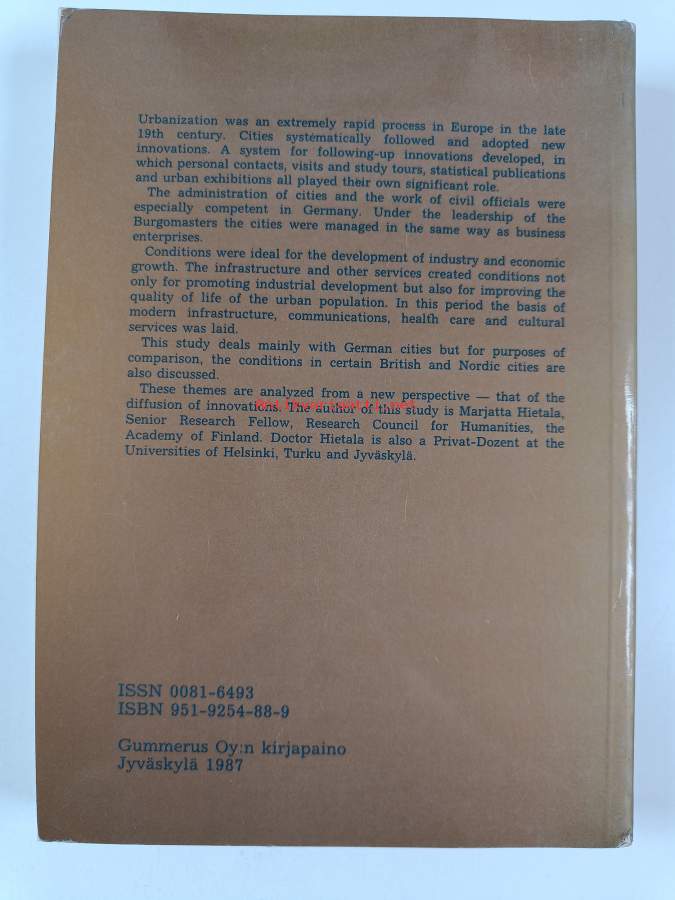 Urbanization was an extremely rapid process in Europe in the late
19th century. Cities systematically followed and adopted new
innovations. A system for following-up innovations developed, in
which personal contacts, visits and study tours, statistical publications
and urban exhibitions all played their own significant role.
The administration of cities and the work of civil officials were
especially competent in Germany. Under the leadership of the
Burgomasters the cities were managed in the same way as business
enterprises.
Conditions were ideal for the development of industry and economic
growth. The infrastructure and other services created conditions not
only for promoting industrial development but also for improving the
quality of life of the urban population. In this period the basis of
modern infrastructure, communications, health care and cultural
services was laid.
This study deals mainly with German cities but for purposes of
comparison, the conditions in certain British and Nordic cities are
also discussed.
These themes are analyzed from a new perspective — that of the
diffusion of innovations. The author of this study is Marjatta Hietala,
Senior Research Fellow, Research Council for Humanities, the
Academy of Finland. Doctor Hietala is also a Privat-Dozent at the
Universities of Helsinki, Turku and Jyväskylä.
ISSN 0081-6493
ISBN 951-9254-88-9
Gummerus Oy:n kirjapaino
Jyväskylä 1987